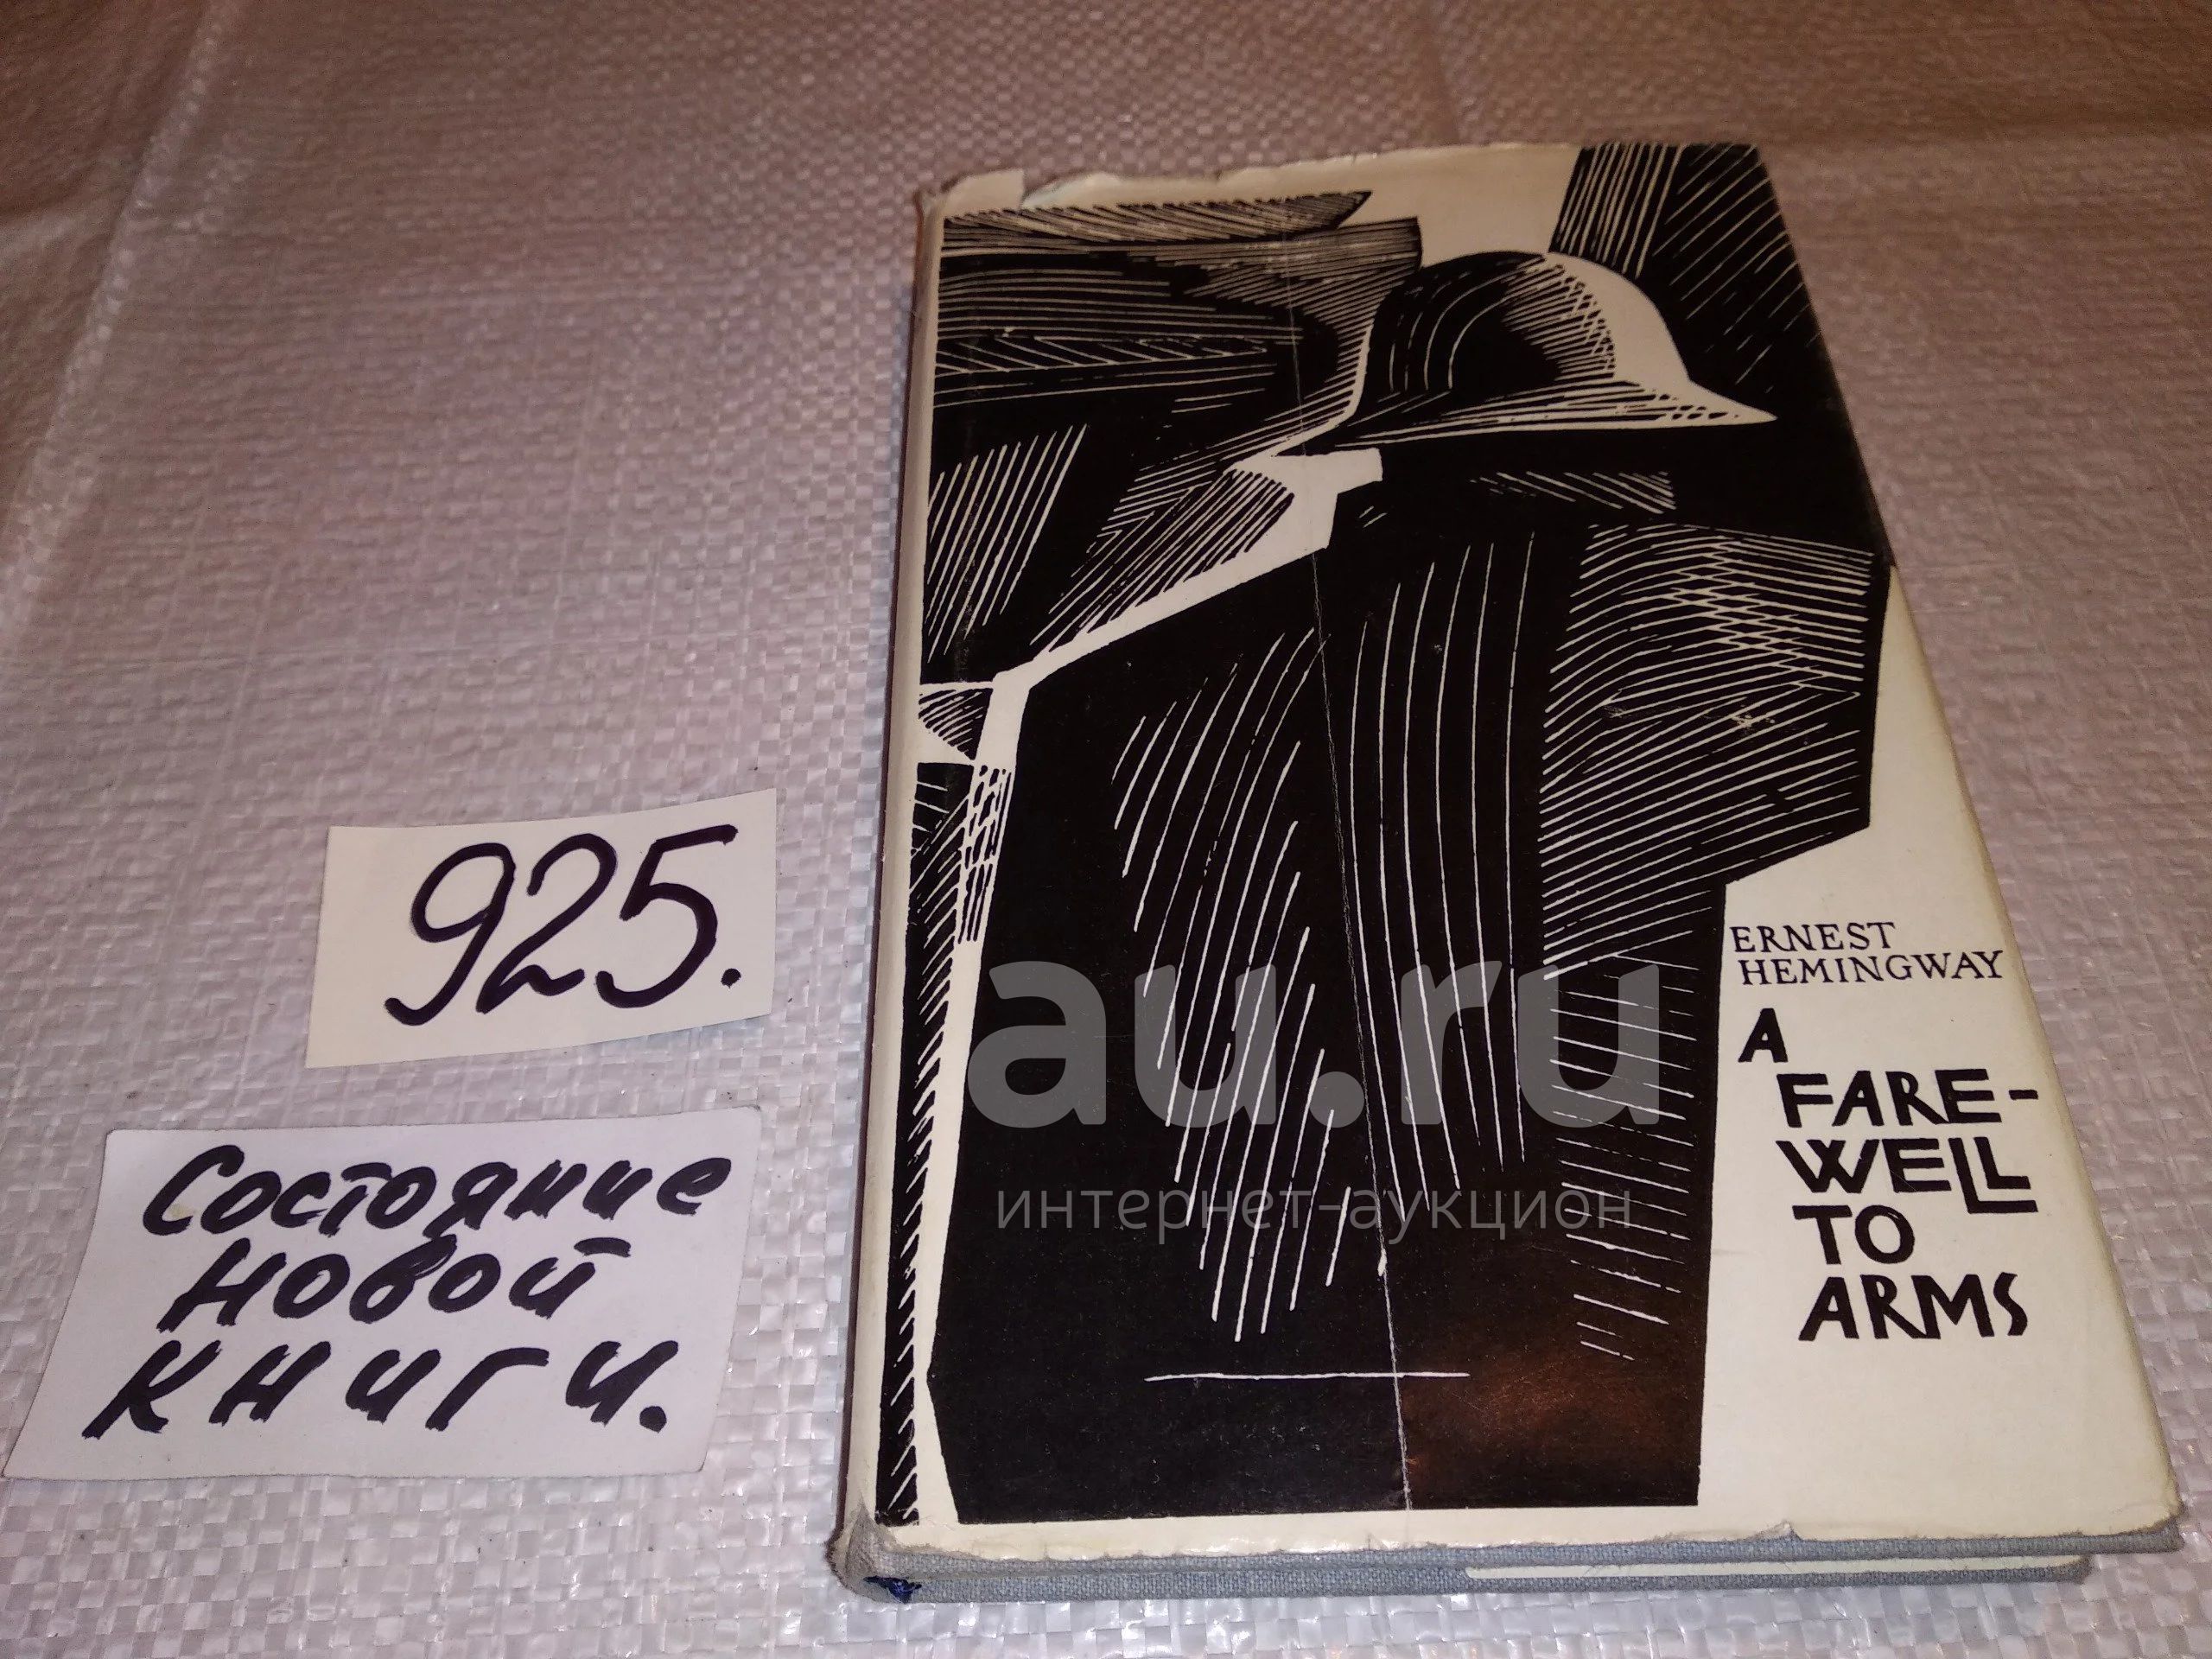 925.
Состояние
новой
книги.
ERNEST
HEMINGWAY
A
FARE-
WELL
TO
ARMS
au.ru
интернет-аукцион